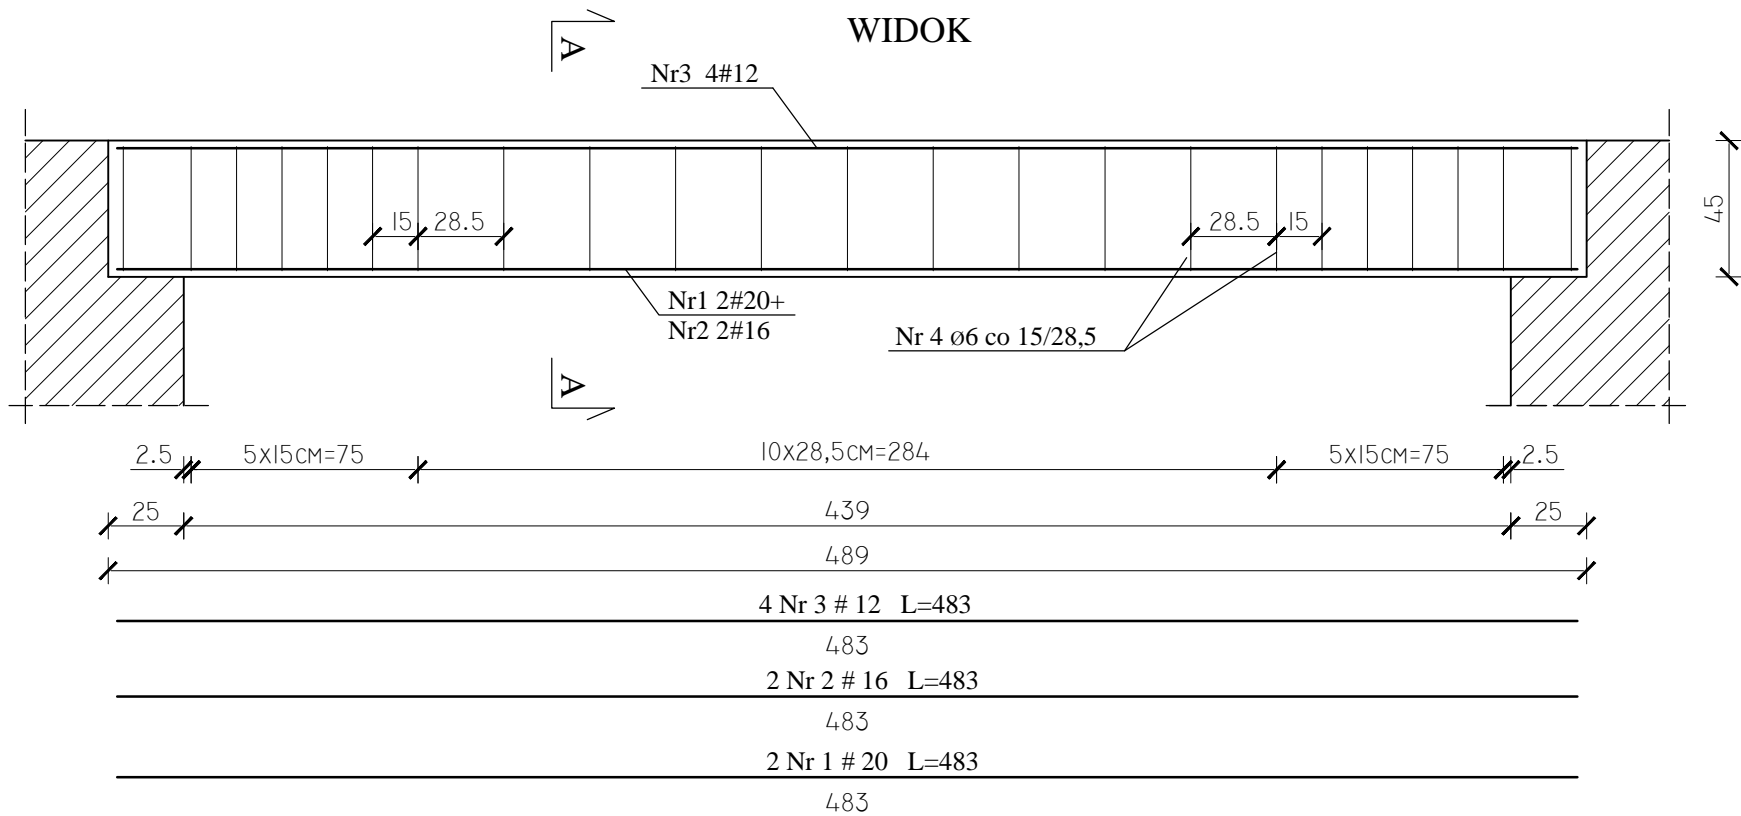 WIDOK
A
Nr3 4#12
15 28.5
28.5 15
45
Nr1 2#20+
Nr2 2#16
Nr 4 ø6 co 15/28,5
A
2.5 5x15cm=75 10x28,5cm=284 5x15cm=75 2.5
25 439 25
489
4 Nr 3 # 12 L=483
483
2 Nr 2 # 16 L=483
483
2 Nr 1 # 20 L=483
483